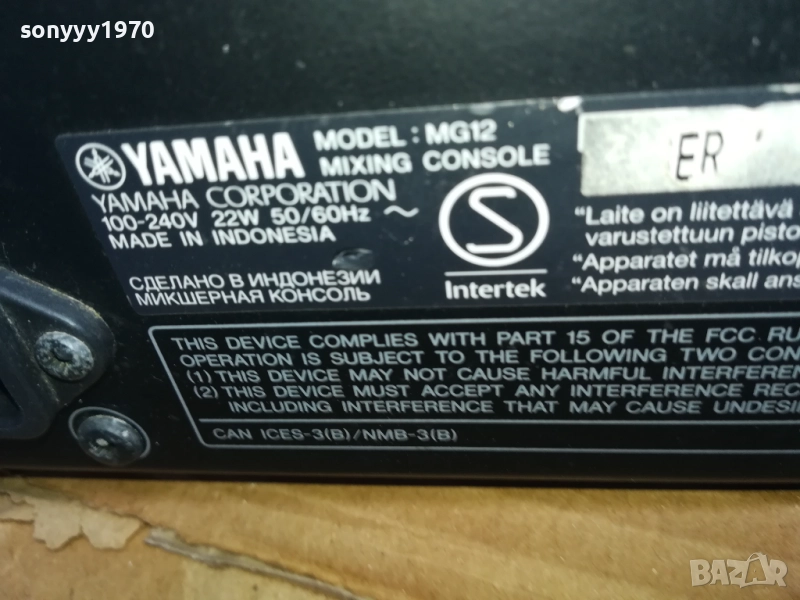 sonyyy1970
YAMAHA
MODEL : MG12
MIXING CONSOLE
YAMAHA CORPORATION
100-240V 22W 50/60Hz ~
MADE IN INDONESIA
СДЕЛАНО В ИНДОНЕЗИИ
МИКШЕРНАЯ КОНСОЛЬ
S
Intertek
ER
"Laite on liitettävä
varustettuun pisto
"Apparatet må tilkop
"Apparaten skall ans
THIS DEVICE COMPLIES WITH PART 15 OF THE FCC RU
OPERATION IS SUBJECT TO THE FOLLOWING TWO CON
(1) THIS DEVICE MAY NOT CAUSE HARMFUL INTERFEREN
(2) THIS DEVICE MUST ACCEPT ANY INTERFERENCE REC
INCLUDING INTERFERENCE THAT MAY CAUSE UNDESI
CAN ICES-3(B)/NMB-3(B)
BAZAR